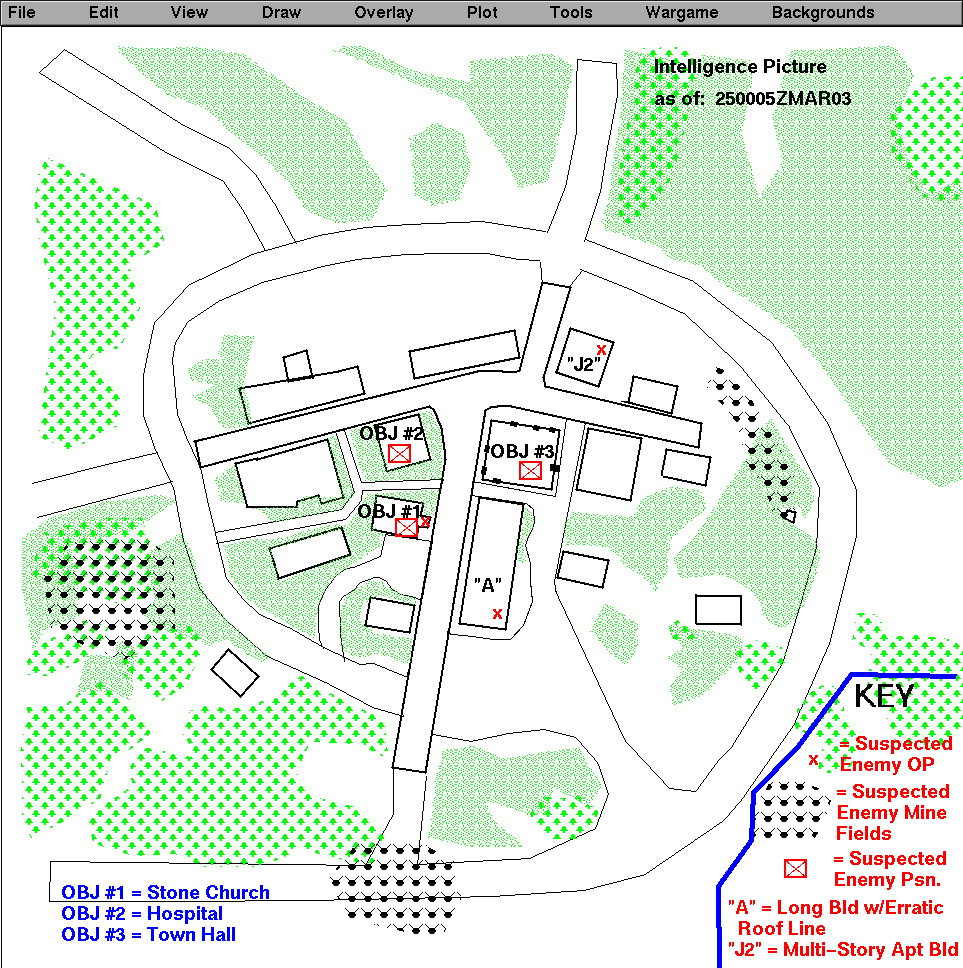 File Edit View Draw Overlay Plot Tools Wargame Backgrounds
Intelligence Picture
as of: 250005ZMAR03
"J2"
OBJ #2
OBJ #3
OBJ #1
"A"
KEY
x = Suspected
Enemy OP
= Suspected
Enemy Mine
Fields
= Suspected
Enemy Psn.
"A" = Long Bld w/Erratic
Roof Line
"J2" = Multi-Story Apt Bld
OBJ #1 = Stone Church
OBJ #2 = Hospital
OBJ #3 = Town Hall